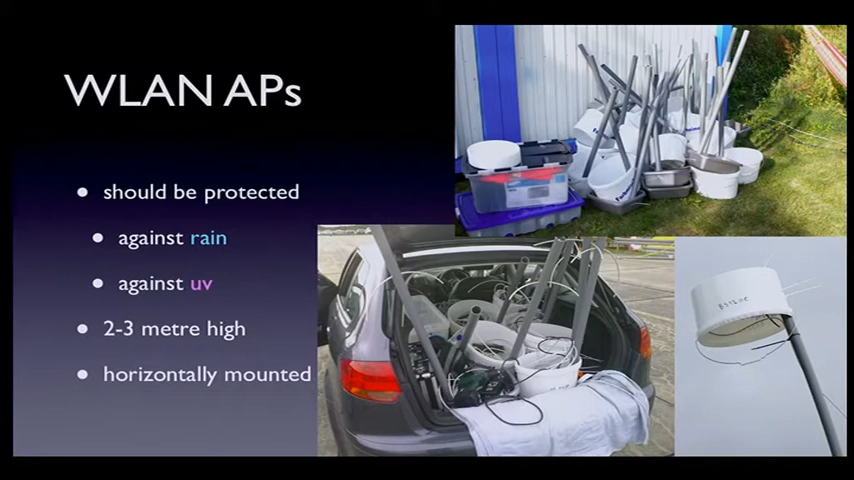 WLAN APs
● should be protected
● against rain
● against uv
● 2-3 metre high
● horizontally mounted